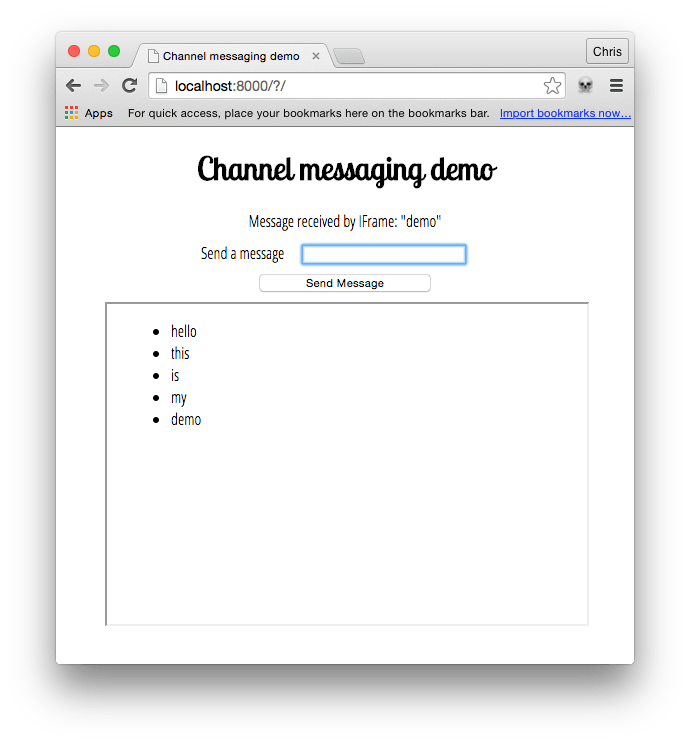 Channel messaging demo
Chris
localhost:8000/?/
Apps For quick access, place your bookmarks here on the bookmarks bar. Import bookmarks now...
Channel messaging demo
Message received by IFrame: "demo"
Send a message
Send Message
hello
this
is
my
demo